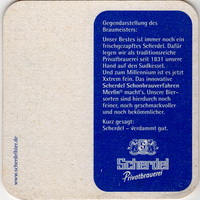 Gegendarstellung des
Braumeisters:
Unser Bestes ist immer noch ein
frischgezapftes Scherdel. Dafür
legen wir als traditionsreiche
Privatbrauerei seit 1831 unsere
Hand auf den Sudkessel.
Und zum Millennium ist es jetzt
Xxtrem fein. Das innovative
Scherdel Schonbrauverfahren
Merlin® macht's. Unsere Bier-
sorten sind hierdurch noch
feiner, noch geschmackvoller
und noch bekömmlicher.
Kurz gesagt:
Scherdel – verdammt gut.
Scherdel
Privatbrauerei
www.scherdelbier.de